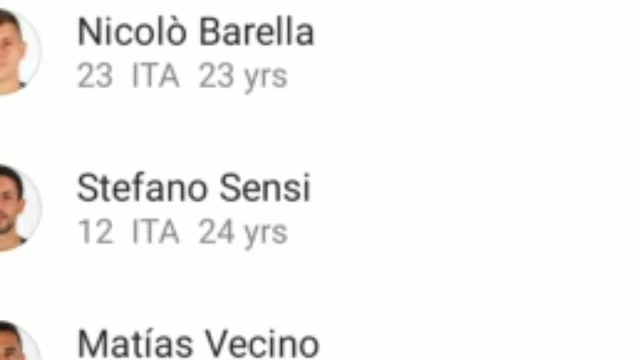 Nicolò Barella
23 ITA 23 yrs
Stefano Sensi
12 ITA 24 yrs
Matías Vecino